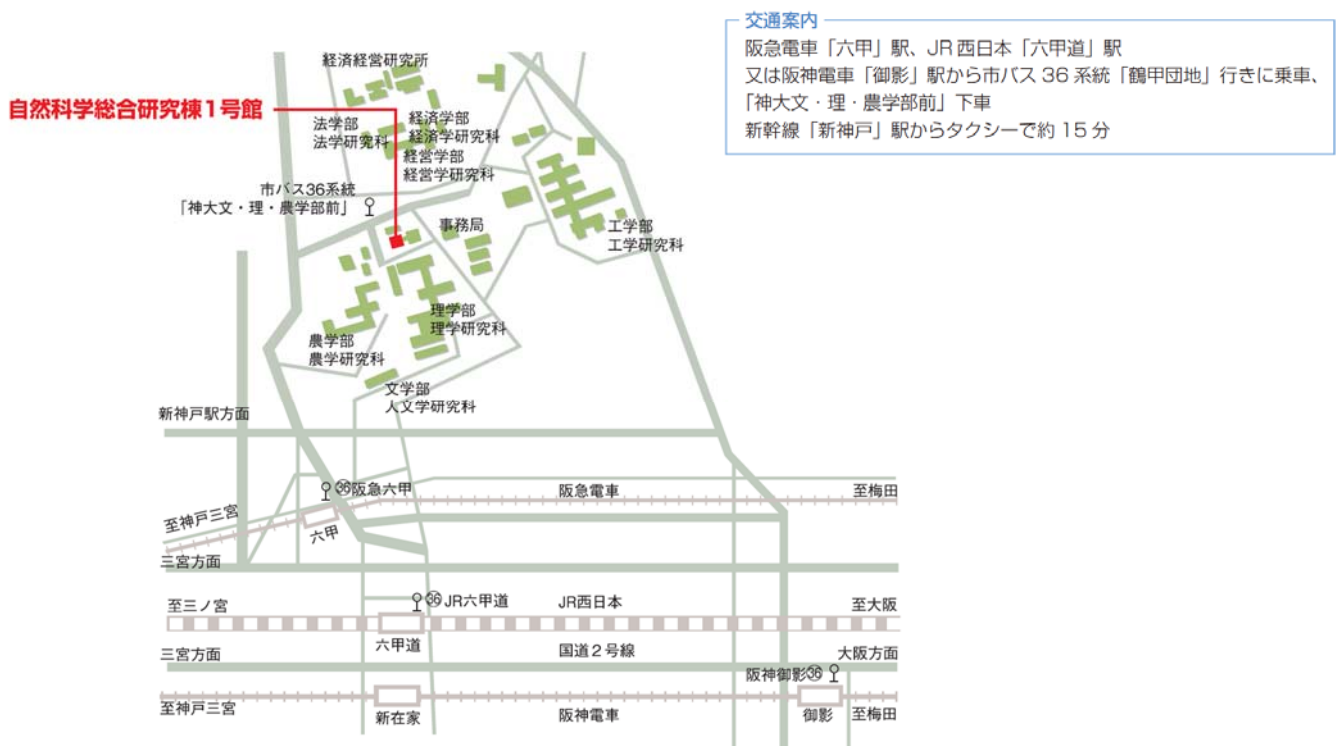 交通案内
阪急電車「六甲」駅、JR西日本「六甲道」駅
又は阪神電車「御影」駅から市バス36系統「鶴甲団地」行きに乗車、
「神大文・理・農学部前」下車
新幹線「新神戸」駅からタクシーで約15分
経済経営研究所
自然科学総合研究棟1号館
法学部
法学研究科
経済学部
経済学研究科
経営学部
経営学研究科
市バス36系統
「神大文・理・農学部前」
事務局
工学部
工学研究科
理学部
理学研究科
農学部
農学研究科
文学部
人文学研究科
新神戸駅方面
㊱阪急六甲
阪急電車
至梅田
至神戸三宮
六甲
三宮方面
至三ノ宮
㊱JR六甲道
JR西日本
至大阪
六甲道
三宮方面
国道2号線
大阪方面
阪神御影㊱
至神戸三宮
新在家
阪神電車
御影
至梅田